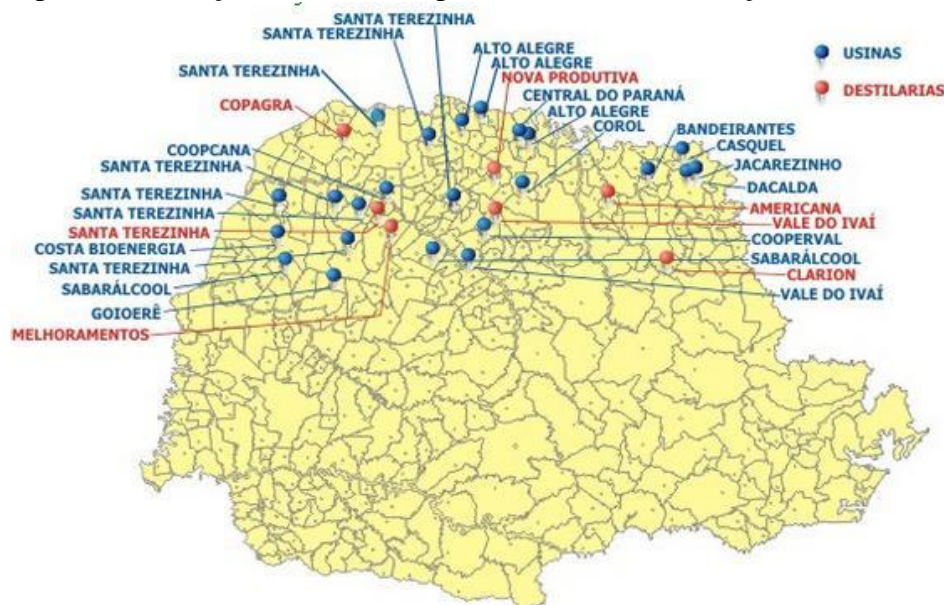 SANTA TEREZINHA
SANTA TEREZINHA
ALTO ALEGRE
ALTO ALEGRE
SANTA TEREZINHA
NOVA PRODUTIVA
COPAGRA
CENTRAL DO PARANÁ
ALTO ALEGRE
COROL
USINAS
DESTILARIAS
BANDEIRANTES
CASQUEL
JACAREZINHO
DACALDA
AMERICANA
VALE DO IVAÍ
COOPERVAL
SABARÁLCOOL
CLARION
VALE DO IVAÍ
COOPCANA
SANTA TEREZINHA
SANTA TEREZINHA
SANTA TEREZINHA
SANTA TEREZINHA
COSTA BIOENERGIA
SANTA TEREZINHA
SABARÁLCOOL
GOIOERÊ
MELHORAMENTOS